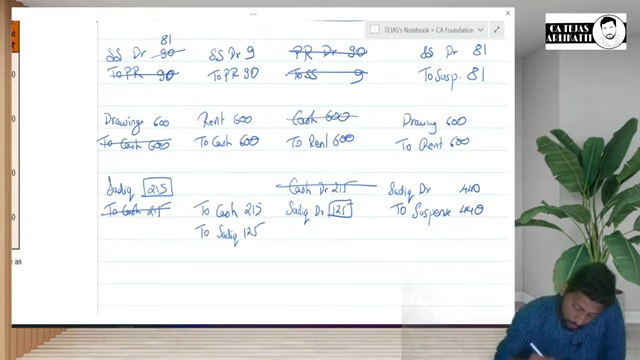 TEJAS's Notebook > CA Foundation
CA TEJAS
ARTIKATTI
81
SS Dr 90
SS Dr 9
PR Dr 90
SS Dr 81
To PR 90
To PR 90
To SS 9
To Susp. 81
Drawings 600
Rent 600
Cash 600
Drawing 600
To Cash 600
To Cash 600
To Rent 600
To Rent 600
Sadiq 215
Cash Dr 215
Sadiq Dr 440
To Cash 215
To Cash 215
Sadiq Dr 125
To Suspense 440
To Sadiq 125
e as